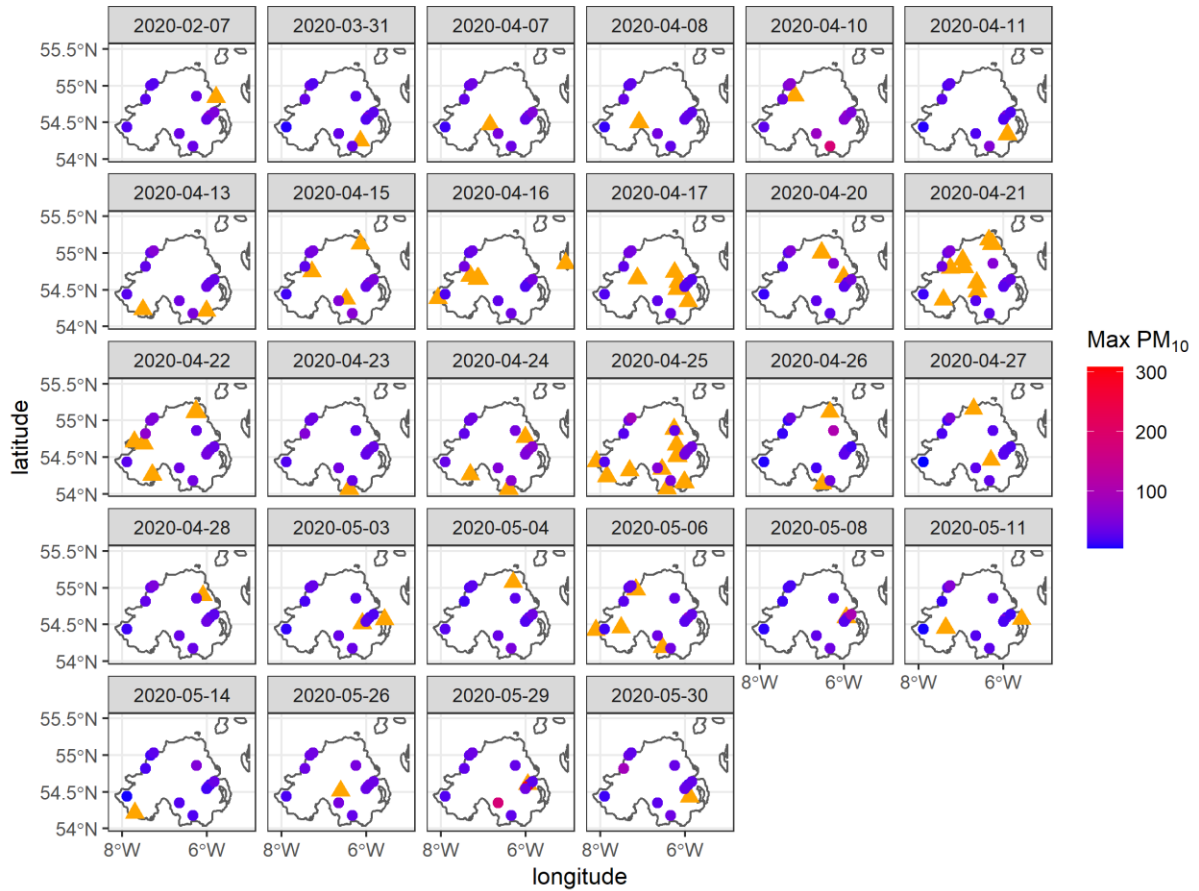 2020-02-07 2020-03-31 2020-04-07 2020-04-08 2020-04-10 2020-04-11
55.5°N
55°N
54.5°N
54°N
2020-04-13 2020-04-15 2020-04-16 2020-04-17 2020-04-20 2020-04-21
55.5°N
55°N
54.5°N
54°N
2020-04-22 2020-04-23 2020-04-24 2020-04-25 2020-04-26 2020-04-27
55.5°N
55°N
54.5°N
54°N
2020-04-28 2020-05-03 2020-05-04 2020-05-06 2020-05-08 2020-05-11
55.5°N
55°N
54.5°N
54°N
8°W 6°W 8°W 6°W
2020-05-14 2020-05-26 2020-05-29 2020-05-30
55.5°N
55°N
54.5°N
54°N
8°W 6°W 8°W 6°W 8°W 6°W 8°W 6°W
longitude
latitude
Max PM₁₀
300
200
100